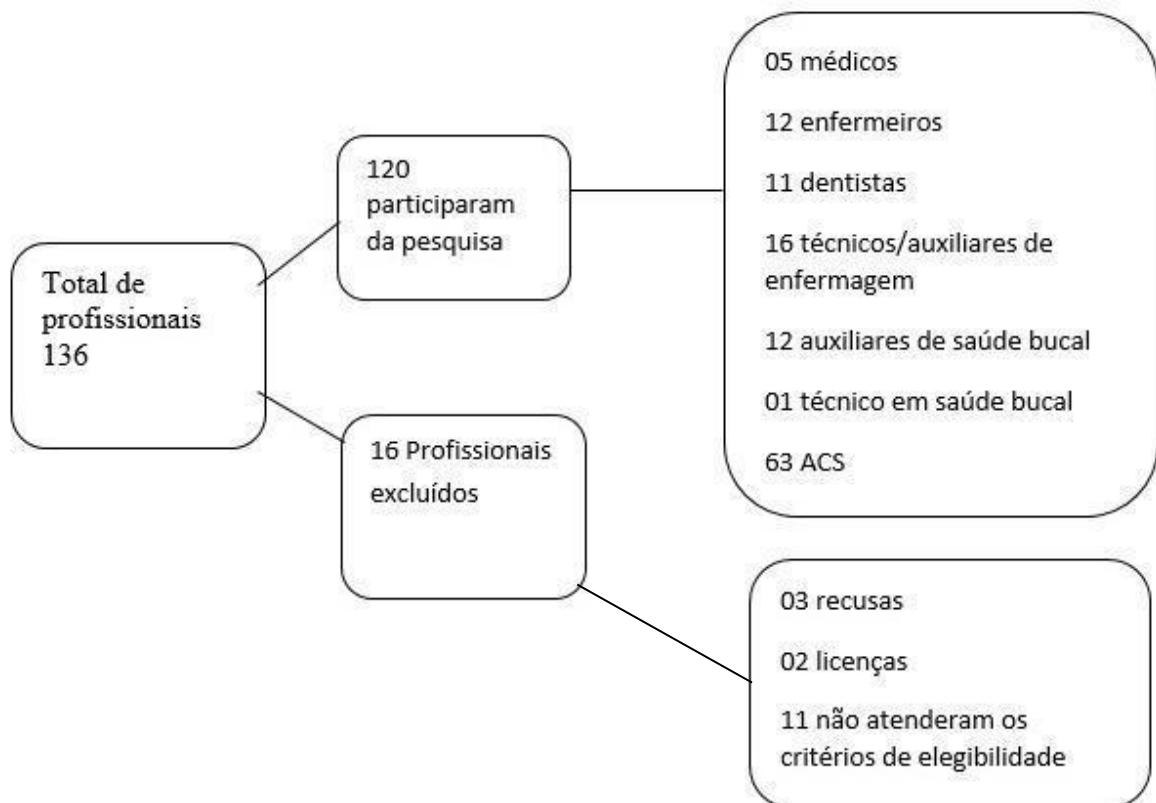 Total de
profissionais
136
120
participaram
da pesquisa
16 Profissionais
excluídos
05 médicos
12 enfermeiros
11 dentistas
16 técnicos/auxiliares de
enfermagem
12 auxiliares de saúde bucal
01 técnico em saúde bucal
63 ACS
03 recusas
02 licenças
11 não atenderam os
critérios de elegibilidade